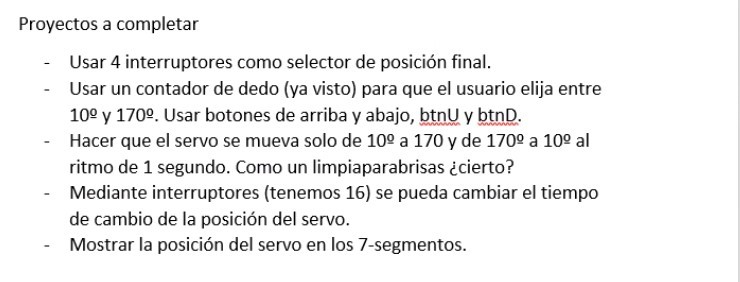 Proyectos a completar
- Usar 4 interruptores como selector de posición final.
- Usar un contador de dedo (ya visto) para que el usuario elija entre
10º y 170º. Usar botones de arriba y abajo, btnU y btnD.
- Hacer que el servo se mueva solo de 10º a 170 y de 170º a 10º al
ritmo de 1 segundo. Como un limpiaparabrisas ¿cierto?
- Mediante interruptores (tenemos 16) se pueda cambiar el tiempo
de cambio de la posición del servo.
- Mostrar la posición del servo en los 7-segmentos.